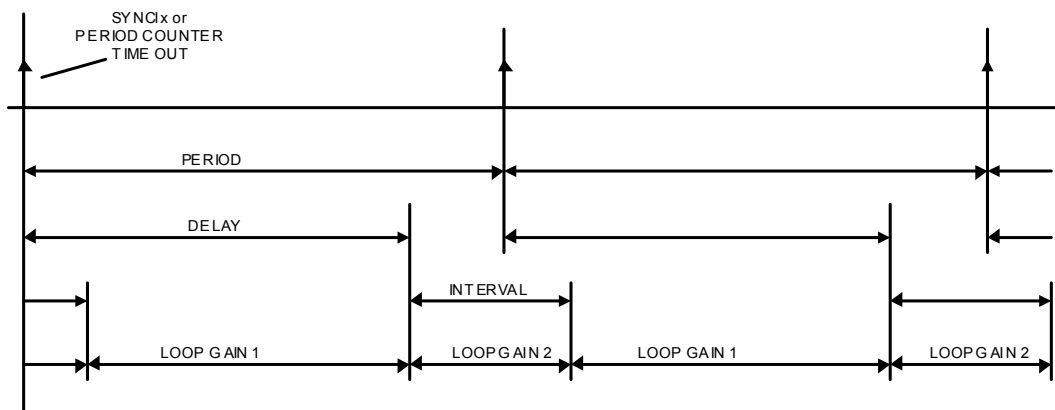 SYNCIx or
PERIOD COUNTER
TIME OUT
PERIOD
DELAY
INTERVAL
LOOP GAIN 1
LOOP GAIN 2
LOOP GAIN 1
LOOP GAIN 2